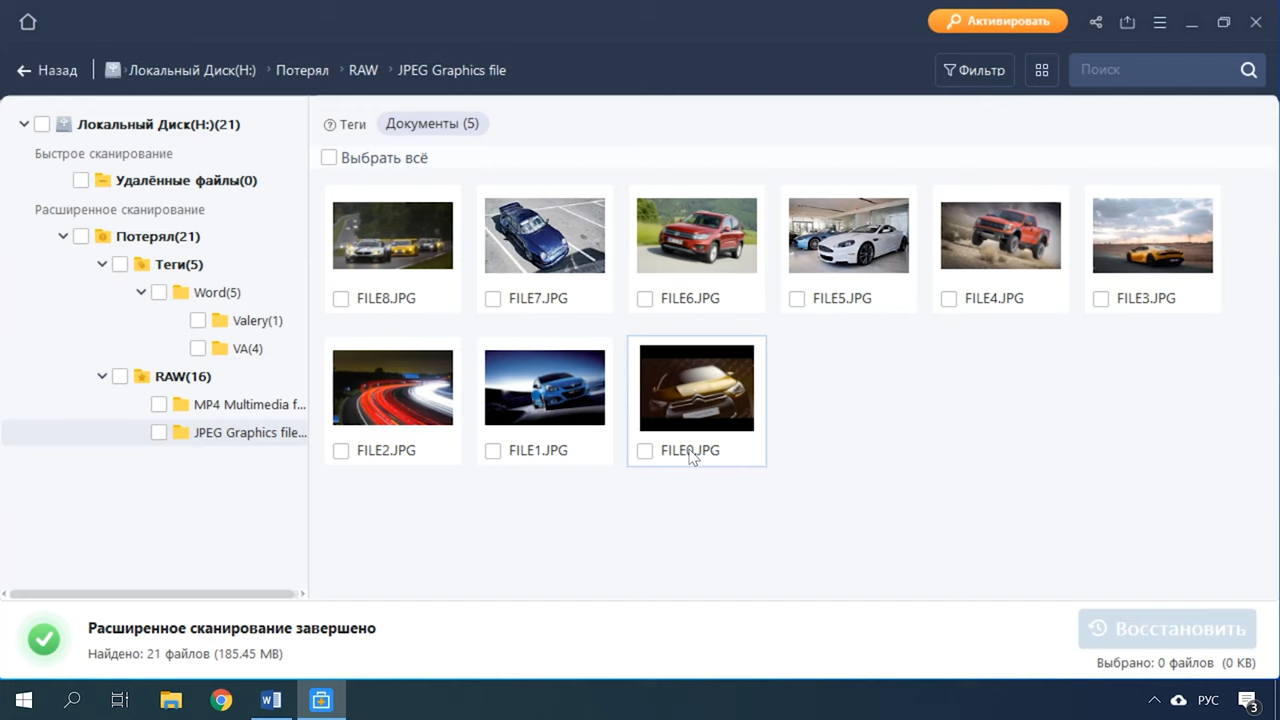 Активировать
Назад
Локальный Диск(H:) › Потерял › RAW › JPEG Graphics file
Фильтр
Поиск
Локальный Диск(H:)(21)
Быстрое сканирование
Удалённые файлы(0)
Расширенное сканирование
Потерял(21)
Теги(5)
Word(5)
Valery(1)
VA(4)
RAW(16)
MP4 Multimedia f...
JPEG Graphics file...
? Теги
Документы (5)
Выбрать всё
FILE8.JPG
FILE7.JPG
FILE6.JPG
FILE5.JPG
FILE4.JPG
FILE3.JPG
FILE2.JPG
FILE1.JPG
FILE0.JPG
Расширенное сканирование завершено
Найдено: 21 файлов (185.45 MB)
Восстановить
Выбрано: 0 файлов (0 KB)
РУС
3